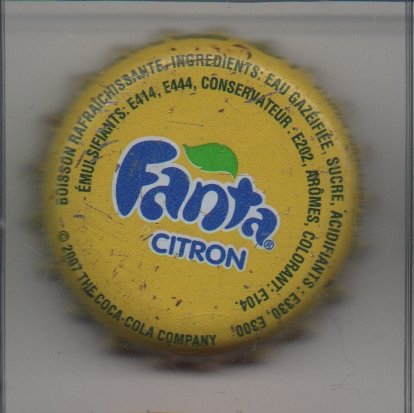 BOISSON RAFRAICHISSANTE, INGREDIENTS: EAU GAZÉIFIÉE, SUCRE, ACIDIFIANTS : E330, E300,
ÉMULSIFIANTS: E414, E444, CONSERVATEUR : E202, ARÔMES, COLORANT: E104.
Fanta®
CITRON
© 2007 THE COCA-COLA COMPANY